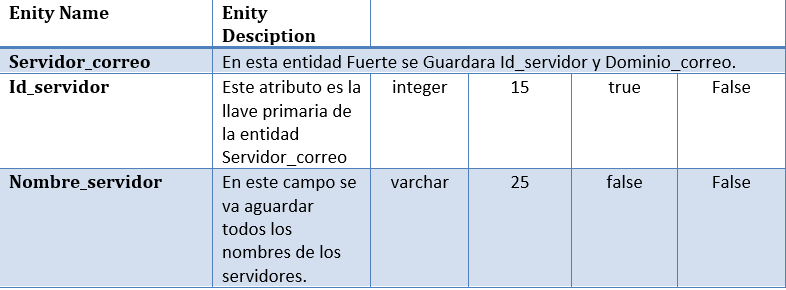 Enity Name
Enity
Desciption
Servidor_correo
En esta entidad Fuerte se Guardara Id_servidor y Dominio_correo.
Id_servidor
Este atributo es la
llave primaria de
la entidad
Servidor_correo
integer
15
true
False
Nombre_servidor
En este campo se
va aguardar
todos los
nombres de los
servidores.
varchar
25
false
False